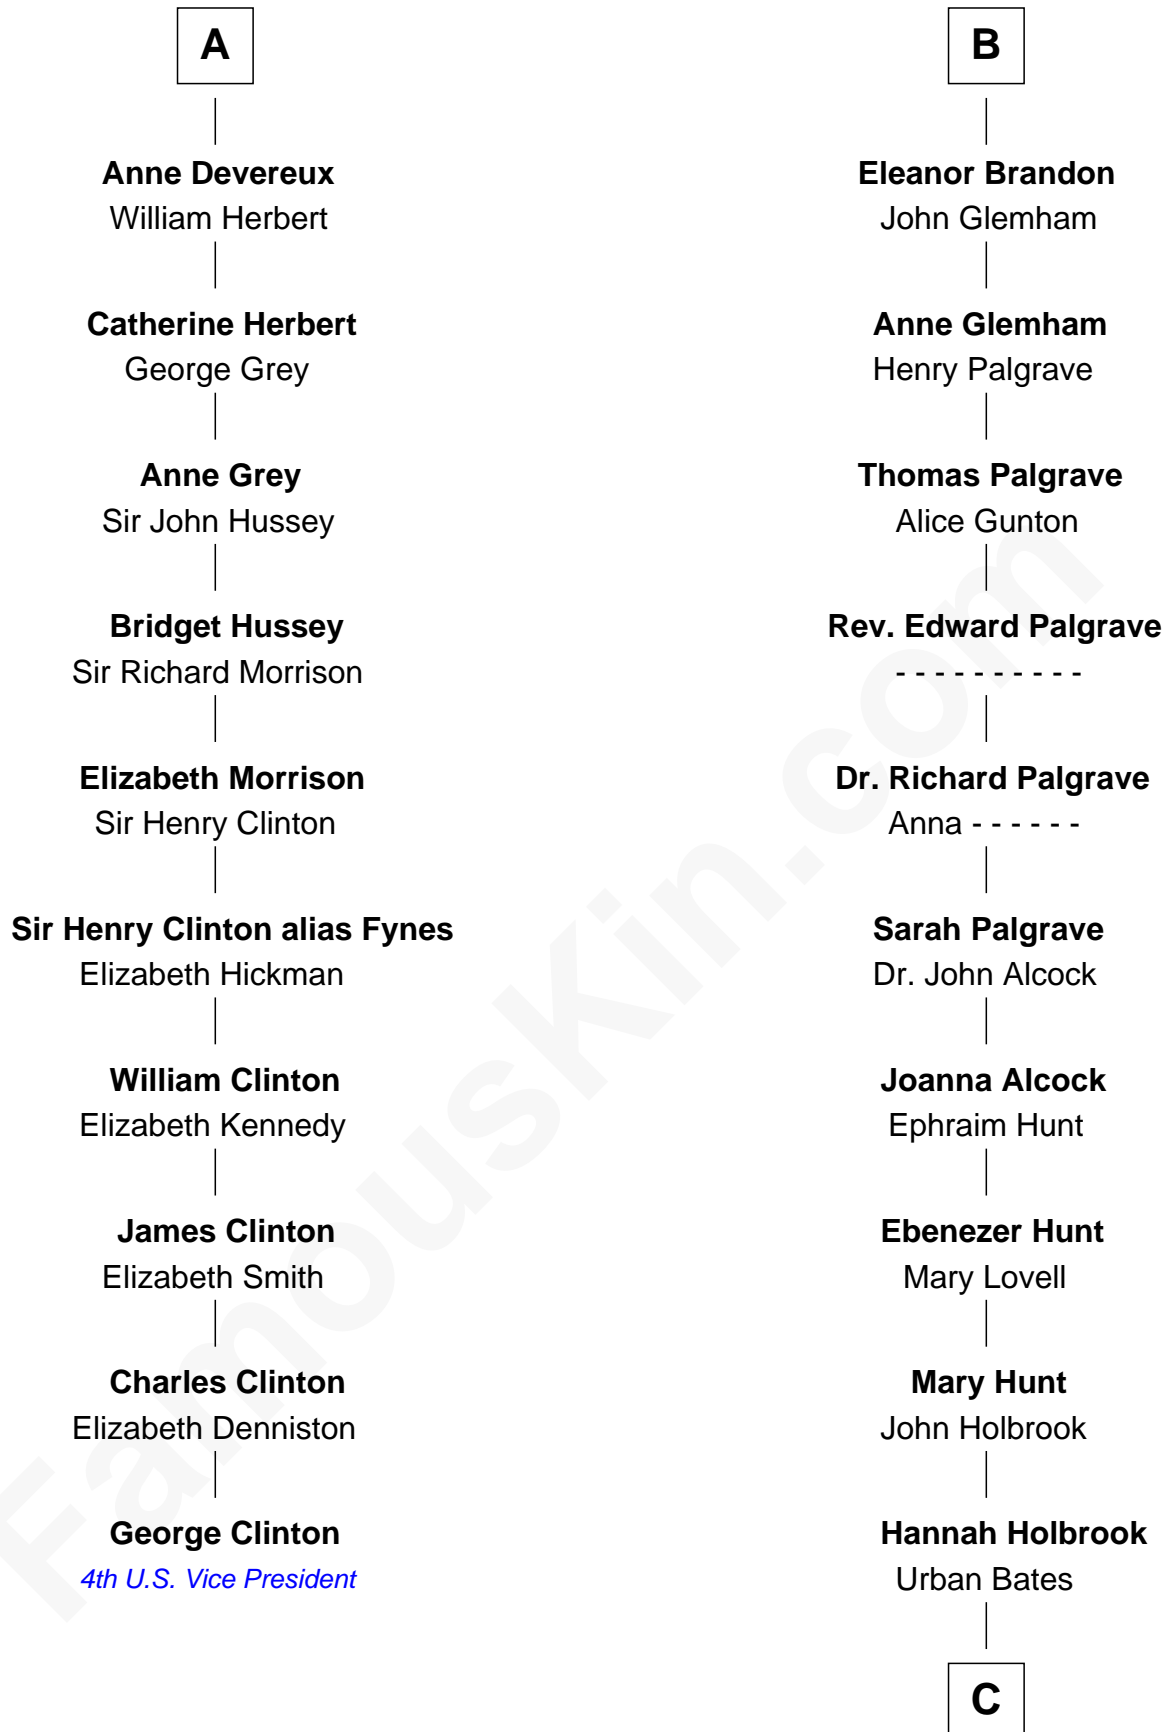 A
Anne Devereux
William Herbert
Catherine Herbert
George Grey
Anne Grey
Sir John Hussey
Bridget Hussey
Sir Richard Morrison
Elizabeth Morrison
Sir Henry Clinton
Sir Henry Clinton alias Fynes
Elizabeth Hickman
William Clinton
Elizabeth Kennedy
James Clinton
Elizabeth Smith
Charles Clinton
Elizabeth Denniston
George Clinton
4th U.S. Vice President
B
Eleanor Brandon
John Glemham
Anne Glemham
Henry Palgrave
Thomas Palgrave
Alice Gunton
Rev. Edward Palgrave
- - - - - - - - - -
Dr. Richard Palgrave
Anna - - - - - -
Sarah Palgrave
Dr. John Alcock
Joanna Alcock
Ephraim Hunt
Ebenezer Hunt
Mary Lovell
Mary Hunt
John Holbrook
Hannah Holbrook
Urban Bates
C
FamousKin.com